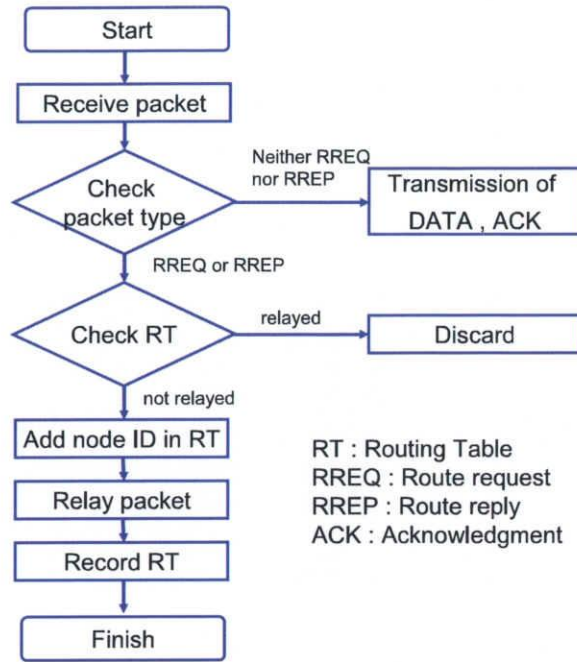 Start
Receive packet
Check
packet type
Neither RREQ
nor RREP
Transmission of
DATA , ACK
RREQ or RREP
Check RT
relayed
Discard
not relayed
Add node ID in RT
Relay packet
Record RT
Finish
RT : Routing Table
RREQ : Route request
RREP : Route reply
ACK : Acknowledgment